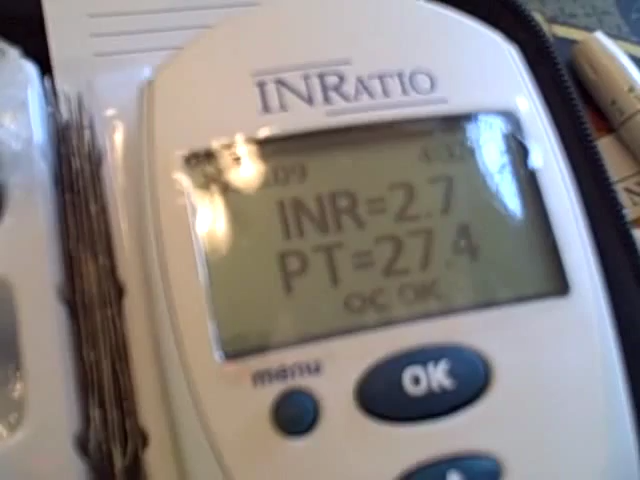 INRATIO
INR=2.7
PT=27.4
QC OK
menu
OK